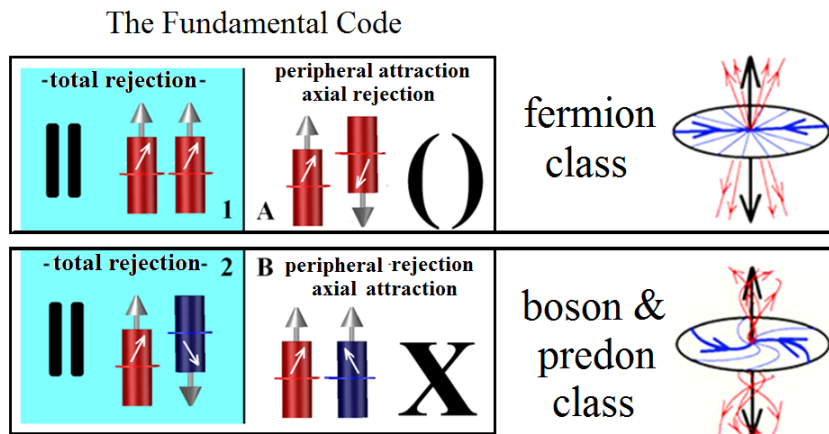 The Fundamental Code
-total rejection-
1
peripheral attraction
axial rejection
A
()
fermion
class
-total rejection-
2
B
peripheral -rejection
axial attraction
X
boson &
predon
class